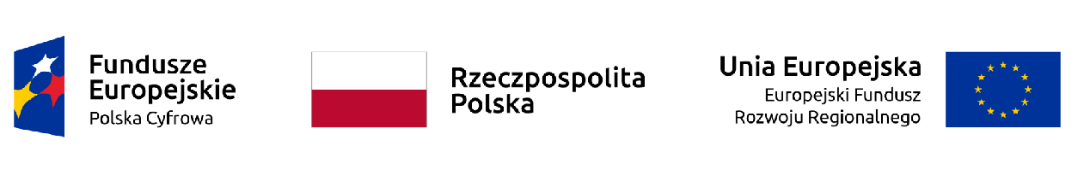 Fundusze
Europejskie
Polska Cyfrowa
Rzeczpospolita
Polska
Unia Europejska
Europejski Fundusz
Rozwoju Regionalnego